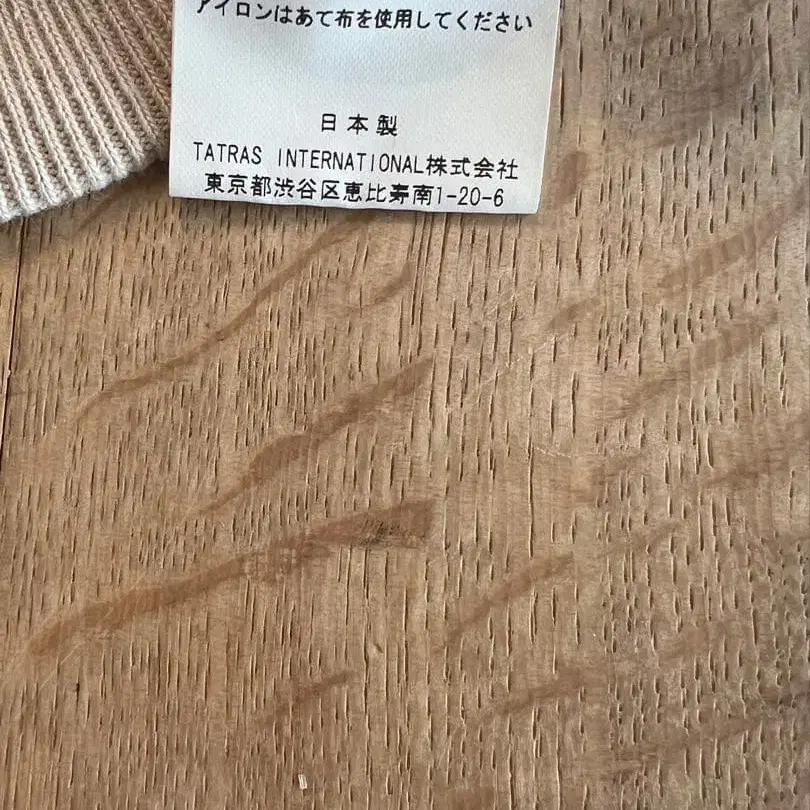 アイロンはあて布を使用してください
日本製
TATRAS INTERNATIONAL株式会社
東京都渋谷区恵比寿南1-20-6